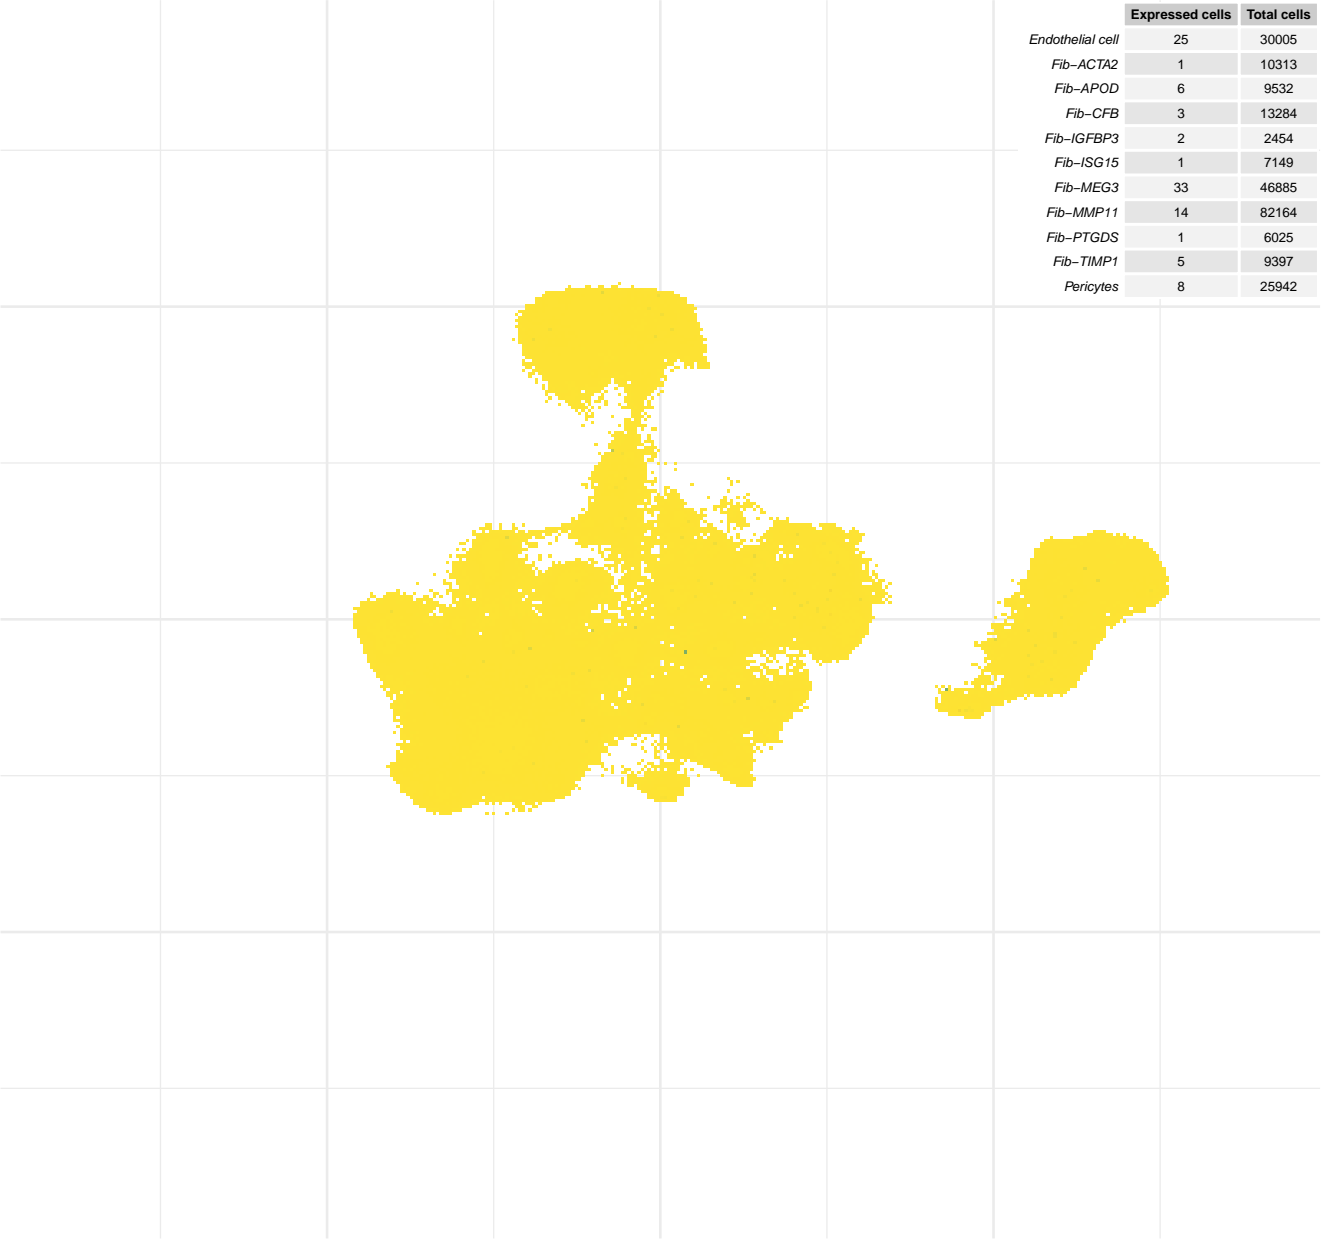 Expressed cells Total cells
Endothelial cell 25 30005
Fib−ACTA2 1 10313
Fib−APOD 6 9532
Fib−CFB 3 13284
Fib−IGFBP3 2 2454
Fib−ISG15 1 7149
Fib−MEG3 33 46885
Fib−MMP11 14 82164
Fib−PTGDS 1 6025
Fib−TIMP1 5 9397
Pericytes 8 25942